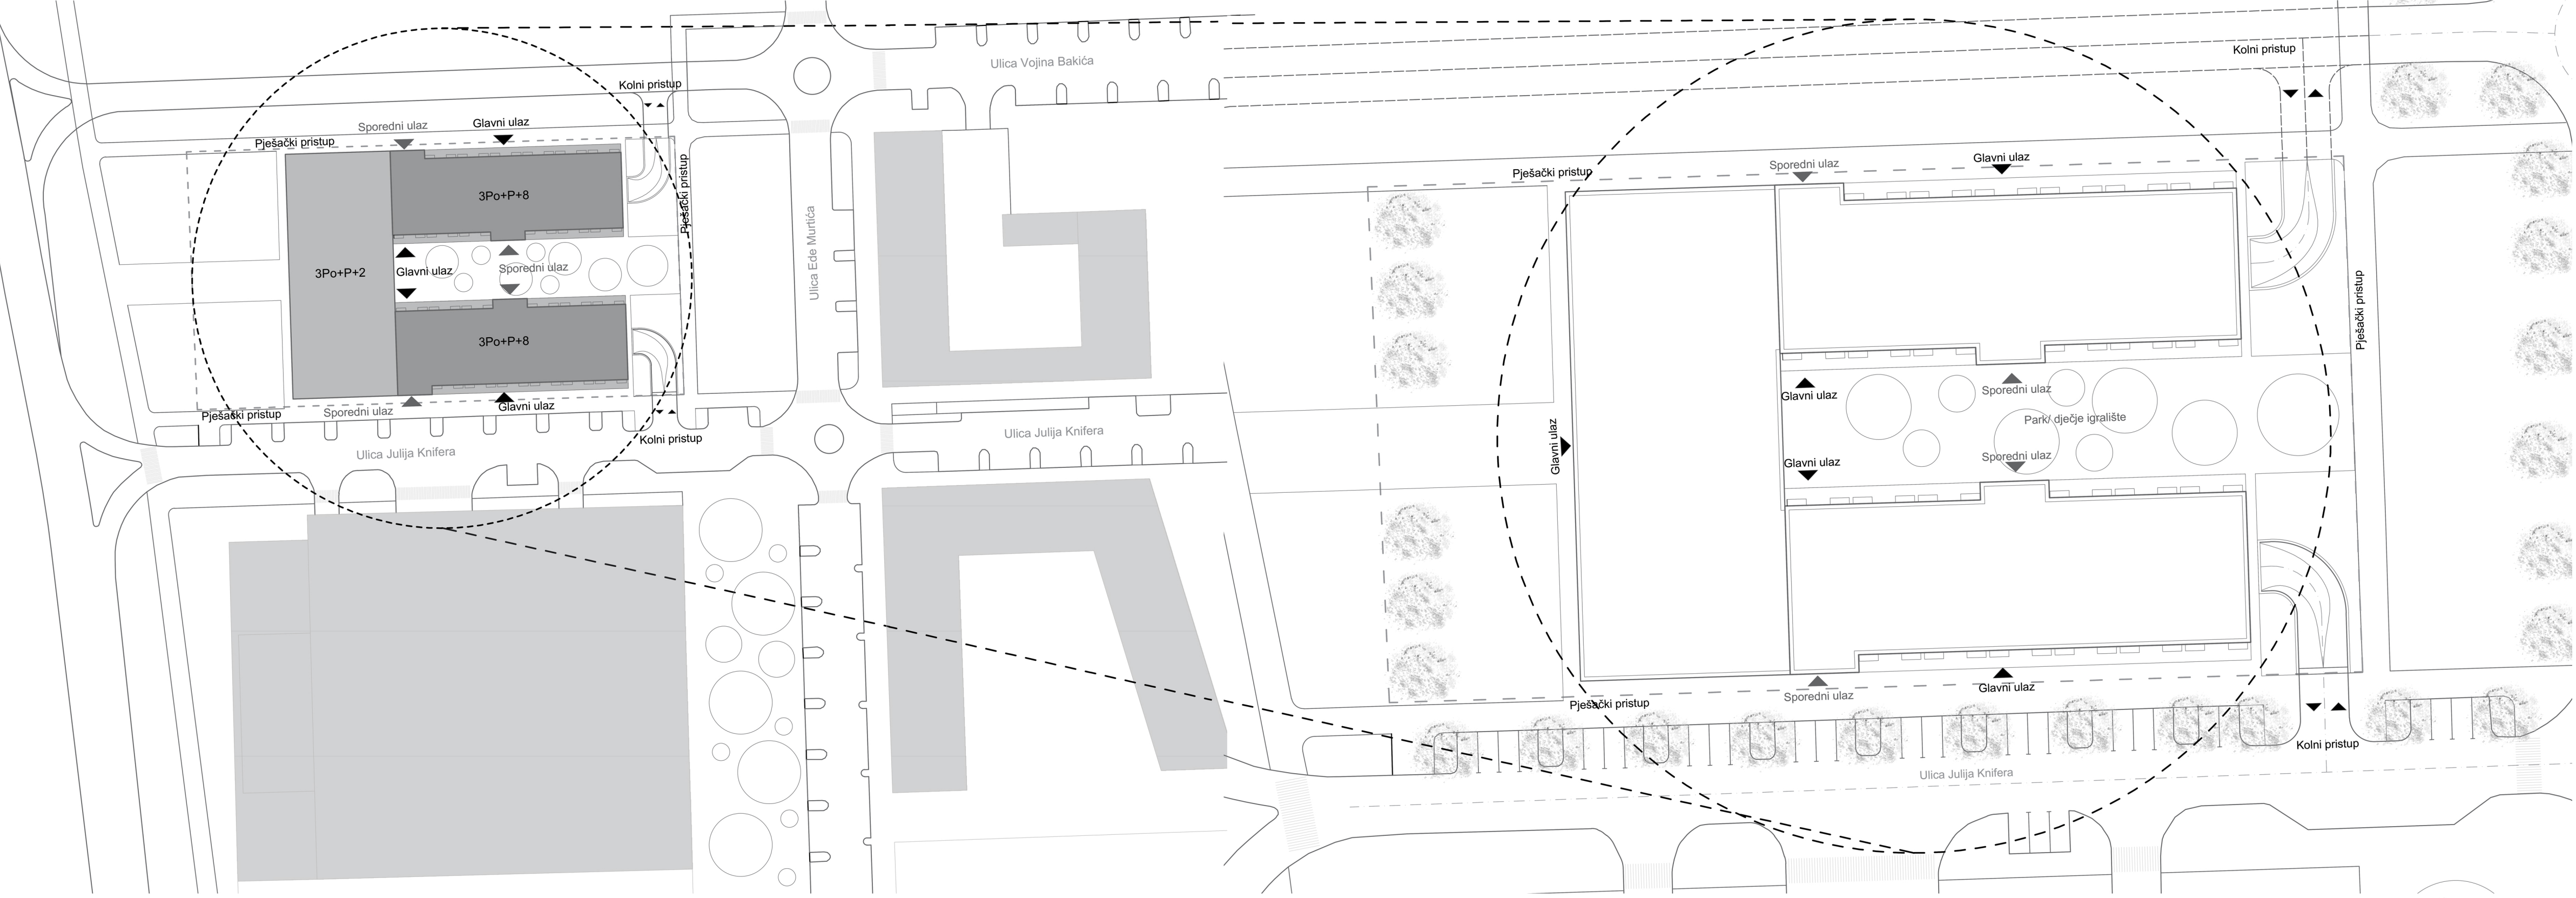 Ulica Vojina Bakića
Kolni pristup
Sporedni ulaz
Glavni ulaz
Pješački pristup
Pješački pristup
3Po+P+8
3Po+P+2
Glavni ulaz
Sporedni ulaz
3Po+P+8
Ulica Ede Murtića
Pješački pristup
Sporedni ulaz
Glavni ulaz
Kolni pristup
Ulica Julija Knifera
Ulica Julija Knifera
Kolni pristup
Pješački pristup
Sporedni ulaz
Glavni ulaz
Pješački pristup
Glavni ulaz
Sporedni ulaz
Park/ dječje igralište
Glavni ulaz
Glavni ulaz
Sporedni ulaz
Pješački pristup
Sporedni ulaz
Glavni ulaz
Kolni pristup
Ulica Julija Knifera